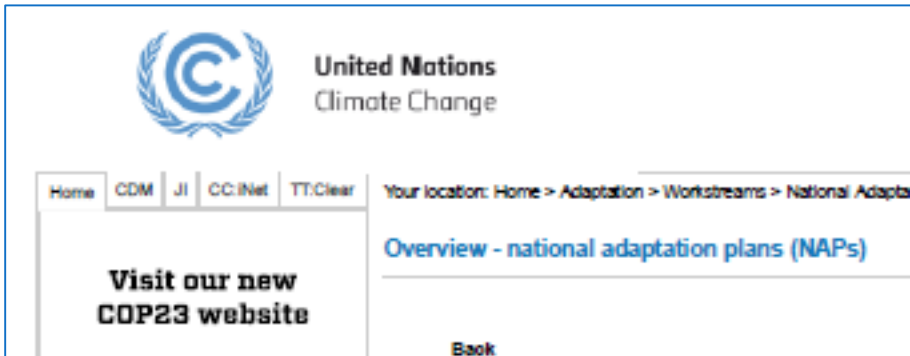 United Nations
Climate Change
Home CDM JI CC:iNet TT:Clear
Your location: Home > Adaptation > Workstreams > National Adapta
Overview - national adaptation plans (NAPs)
Visit our new
COP23 website
Back